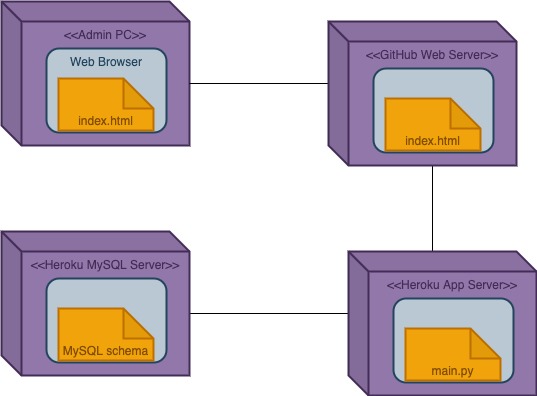 <<Admin PC>>
Web Browser
index.html
<<GitHub Web Server>>
index.html
<<Heroku MySQL Server>>
MySQL schema
<<Heroku App Server>>
main.py